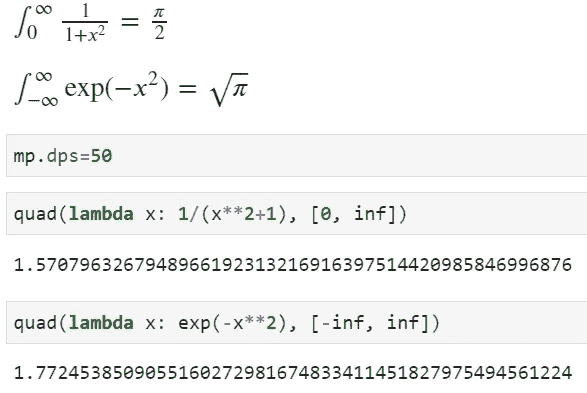 ∫₀^∞ 1/(1+x²) = π/2
∫₋∞^∞ exp(−x²) = √π
mp.dps=50
quad(lambda x: 1/(x**2+1), [0, inf])
1.5707963267948966192313216916397514420985846996876
quad(lambda x: exp(-x**2), [-inf, inf])
1.7724538509055160272981674833411451827975494561224